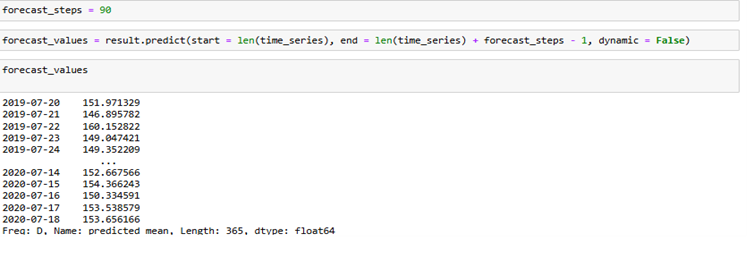 forecast_steps = 90
forecast_values = result.predict(start = len(time_series), end = len(time_series) + forecast_steps - 1, dynamic = False)
forecast_values
2019-07-20    151.971329
2019-07-21    146.895782
2019-07-22    160.152822
2019-07-23    149.047421
2019-07-24    149.352209
...
2020-07-14    152.667566
2020-07-15    154.366243
2020-07-16    150.334591
2020-07-17    153.538579
2020-07-18    153.656166
Freq: D, Name: predicted mean, Length: 365, dtype: float64